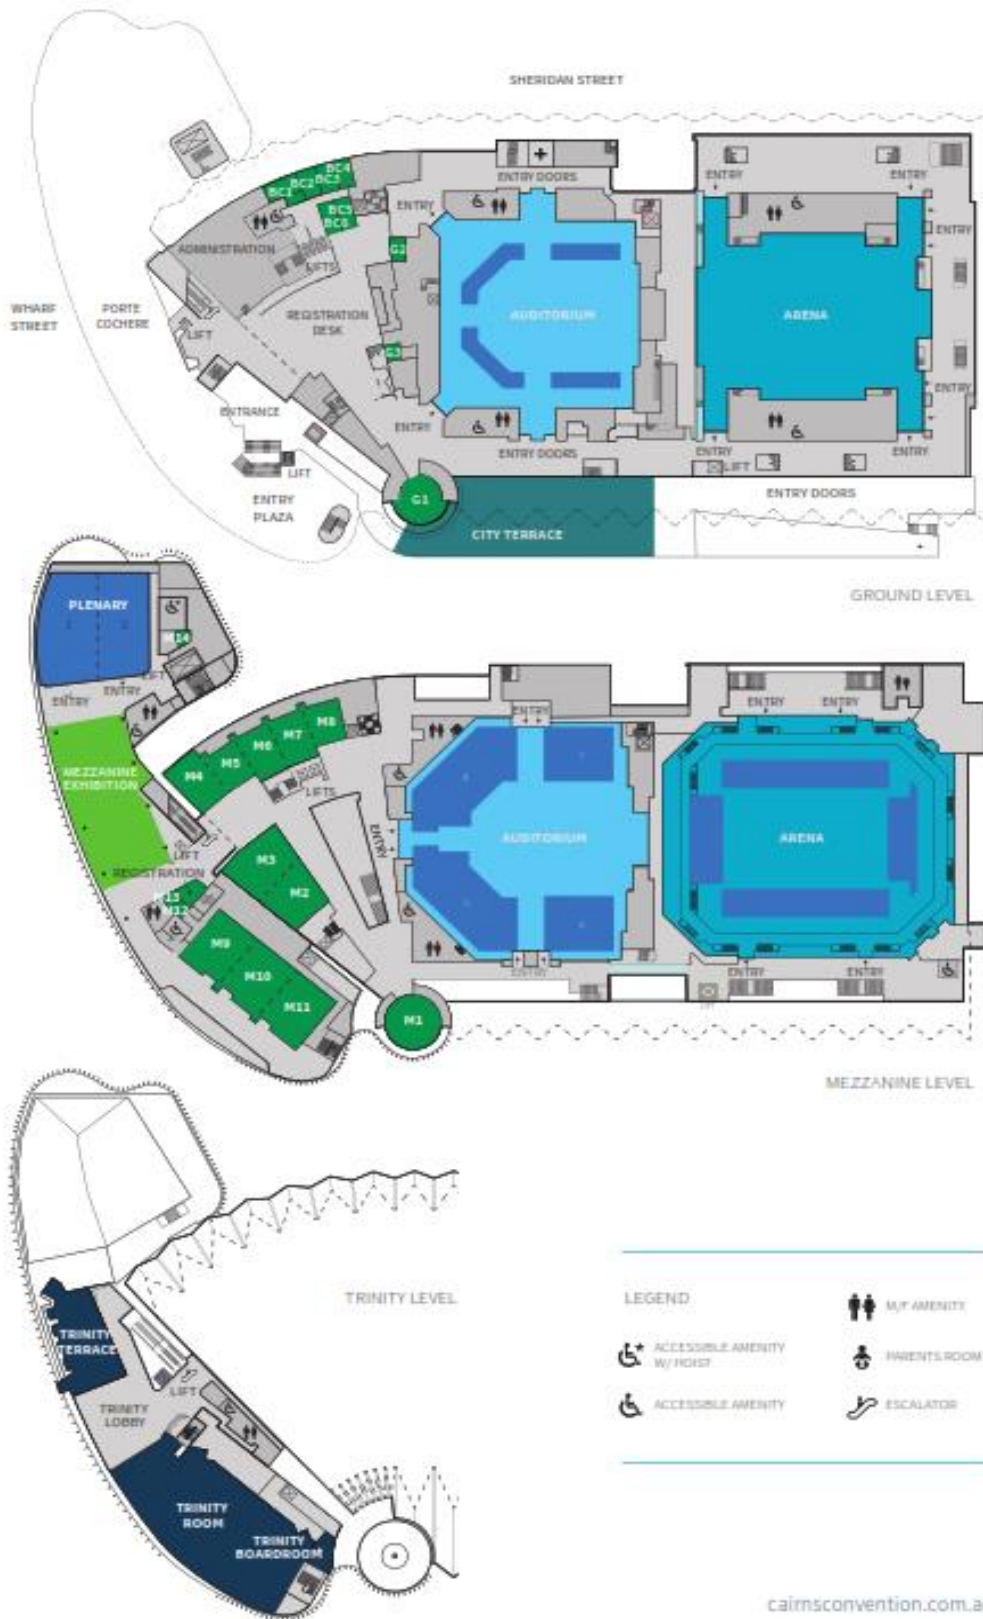 SHERIDAN STREET
ENTRY DOORS
BC4
BC3
BC2
BC1
BC5
BC6
ENTRY
ENTRY
ENTRY
ADMINISTRATION
G2
LIFTS
ENTRY
WHARF
STREET
PORTE
COCHERE
REGISTRATION
DESK
AUDITORIUM
ARENA
LIFT
G3
ENTRY
ENTRANCE
ENTRY
ENTRY DOORS
ENTRY
ENTRY
LIFT
LIFT
G1
ENTRY
PLAZA
ENTRY DOORS
CITY TERRACE
GROUND LEVEL
PLENARY
1
2
M14
LIFT
ENTRY
ENTRY
ENTRY
ENTRY
ENTRY
M8
M7
M6
M5
M4
MEZZANINE
EXHIBITION
LIFTS
ENTRY
AUDITORIUM
ARENA
LIFT
M3
REGISTRATION
M2
M13
M12
M9
M10
M11
ENTRY
ENTRY
ENTRY
M1
MEZZANINE LEVEL
TRINITY LEVEL
TRINITY
TERRACE
LIFT
TRINITY
LOBBY
TRINITY
ROOM
TRINITY
BOARDROOM
LEGEND
M/F AMENITY
ACCESSIBLE AMENITY
W/ HOIST
PARENTS ROOM
ACCESSIBLE AMENITY
ESCALATOR
cairnsconvention.com.a